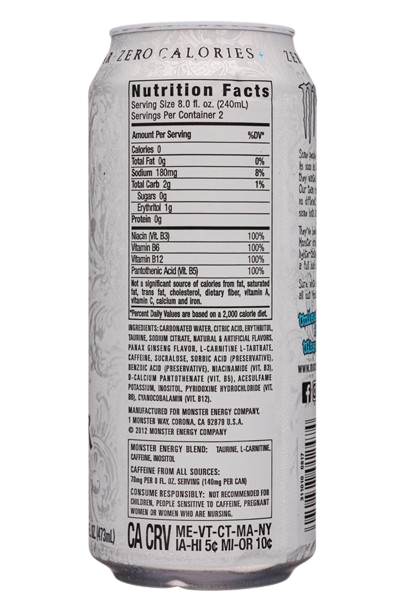 R ZERO CALORIES
Nutrition Facts
Serving Size 8.0 fl. oz. (240mL)
Servings Per Container 2
Amount Per Serving %DV*
Calories 0
Total Fat 0g 0%
Sodium 180mg 8%
Total Carb 2g 1%
Sugars 0g
Erythritol 1g
Protein 0g
Niacin (Vit. B3) 100%
Vitamin B6 100%
Vitamin B12 100%
Pantothenic Acid (Vit. B5) 100%
Not a significant source of calories from fat, saturated
fat, trans fat, cholesterol, dietary fiber, vitamin A,
vitamin C, calcium and iron.
*Percent Daily Values are based on a 2,000 calorie diet.
INGREDIENTS: CARBONATED WATER, CITRIC ACID, ERYTHRITOL,
TAURINE, SODIUM CITRATE, NATURAL & ARTIFICIAL FLAVORS,
PANAX GINSENG FLAVOR, L-CARNITINE L-TARTRATE,
CAFFEINE, SUCRALOSE, SORBIC ACID (PRESERVATIVE),
BENZOIC ACID (PRESERVATIVE), NIACINAMIDE (VIT. B3),
D-CALCIUM PANTOTHENATE (VIT. B5), ACESULFAME
POTASSIUM, INOSITOL, PYRIDOXINE HYDROCHLORIDE (VIT.
B6), CYANOCOBALAMIN (VIT. B12).
MANUFACTURED FOR MONSTER ENERGY COMPANY,
1 MONSTER WAY, CORONA, CA 92879 U.S.A.
© 2012 MONSTER ENERGY COMPANY
MONSTER ENERGY BLEND: TAURINE, L-CARNITINE,
CAFFEINE, INOSITOL
CAFFEINE FROM ALL SOURCES:
70mg PER 8 FL. OZ. SERVING (140mg PER CAN)
CONSUME RESPONSIBLY: NOT RECOMMENDED FOR
CHILDREN, PEOPLE SENSITIVE TO CAFFEINE, PREGNANT
WOMEN OR WOMEN WHO ARE NURSING.
CA CRV ME-VT-CT-MA-NY
IA-HI 5¢ MI-OR 10¢
(473mL)